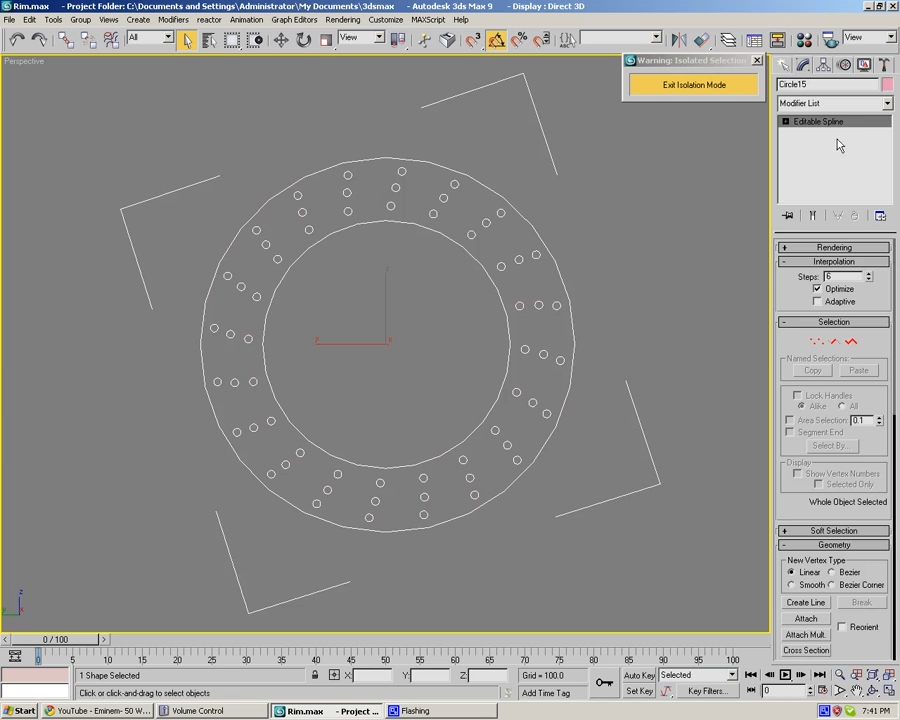 Rim.max - Project Folder: C:\Documents and Settings\Administrator\My Documents\3dsmax - Autodesk 3ds Max 9 - Display : Direct 3D
File Edit Tools Group Views Create Modifiers reactor Animation Graph Editors Rendering Customize MAXScript Help
All View View
Perspective
Warning: Isolated Selection
Exit Isolation Mode
Circle15
Modifier List
Editable Spline
Rendering
Interpolation
Steps: 6
Optimize
Adaptive
Selection
Named Selections:
Copy Paste
Lock Handles
Alike All
Area Selection: 0.1
Segment End
Select By...
Display
Show Vertex Numbers
Selected Only
Whole Object Selected
Soft Selection
Geometry
New Vertex Type
Linear Bezier
Smooth Bezier Corner
Create Line Break
Attach
Reorient
Attach Mult.
Cross Section
0 / 100
0 5 10 15 20 25 30 35 40 45 50 55 60 65 70 75 80 85 90 95 100
1 Shape Selected X: Y: Z: Grid = 100.0 Auto Key Selected
Click or click-and-drag to select objects Add Time Tag Set Key Key Filters... 0
Start YouTube - Eminem- 50 W... Volume Control Rim.max - Project ... Flashing 7:41 PM